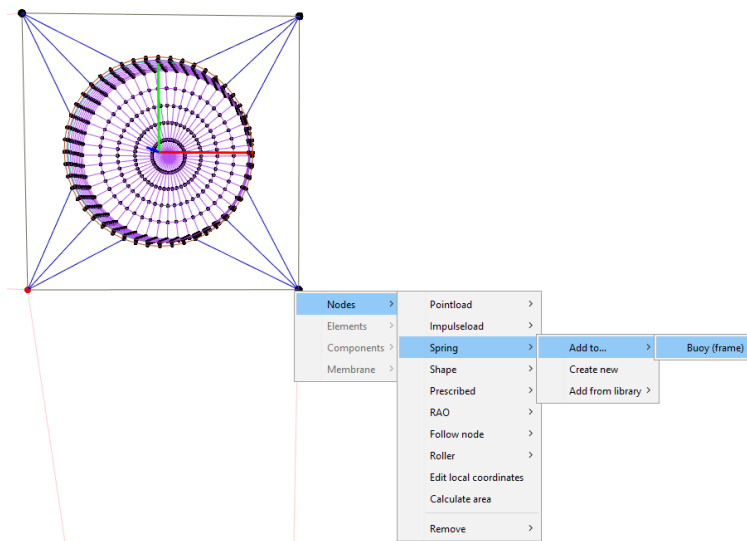 Nodes
Elements
Components
Membrane
Pointload
Impulseload
Spring
Shape
Prescribed
RAO
Follow node
Roller
Edit local coordinates
Calculate area
Remove
Add to...
Create new
Add from library
Buoy (frame)